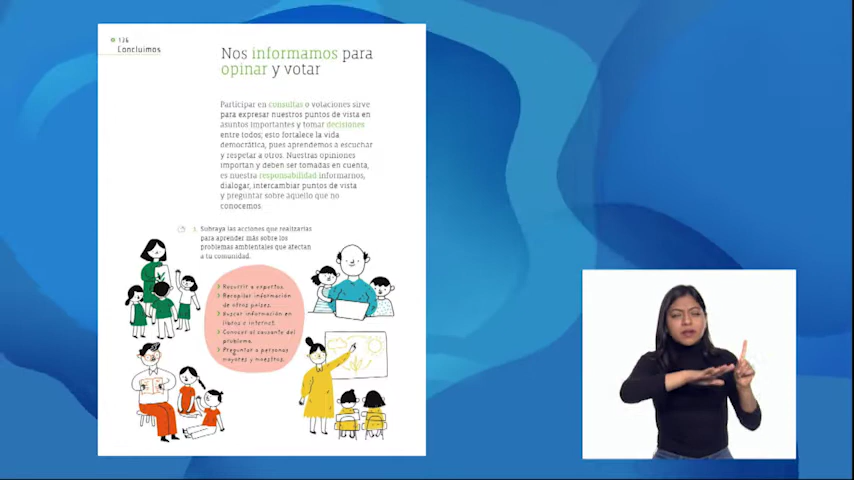 126
Concluimos
Nos informamos para
opinar y votar
Participar en consultas o votaciones sirve
para expresar nuestros puntos de vista en
asuntos importantes y tomar decisiones
entre todos; esto fortalece la vida
democrática, pues aprendemos a escuchar
y respetar a otros. Nuestras opiniones
importan y deben ser tomadas en cuenta,
es nuestra responsabilidad informarnos,
dialogar, intercambiar puntos de vista
y preguntar sobre aquello que no
conocemos.
1. Subraya las acciones que realizarías
para aprender más sobre los
problemas ambientales que afectan
a tu comunidad.
Recurrir a expertos.
Recopilar información
de otros países.
Buscar información en
libros e internet.
Conocer el causante del
problema.
Preguntar a personas
mayores y maestros.